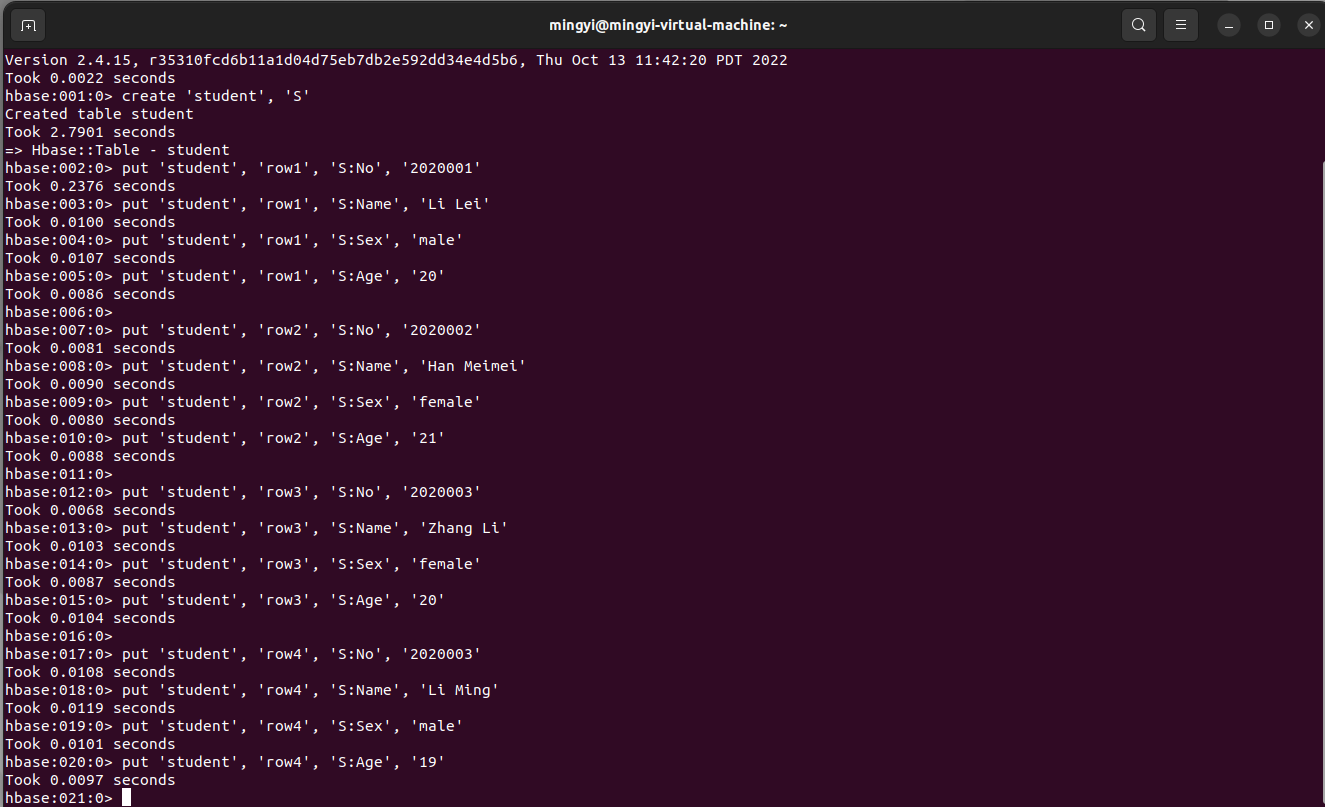 mingyi@mingyi-virtual-machine: ~
Version 2.4.15, r35310fcd6b11a1d04d75eb7db2e592dd34e4d5b6, Thu Oct 13 11:42:20 PDT 2022
Took 0.0022 seconds
hbase:001:0> create 'student', 'S'
Created table student
Took 2.7901 seconds
=> Hbase::Table - student
hbase:002:0> put 'student', 'row1', 'S:No', '2020001'
Took 0.2376 seconds
hbase:003:0> put 'student', 'row1', 'S:Name', 'Li Lei'
Took 0.0100 seconds
hbase:004:0> put 'student', 'row1', 'S:Sex', 'male'
Took 0.0107 seconds
hbase:005:0> put 'student', 'row1', 'S:Age', '20'
Took 0.0086 seconds
hbase:006:0>
hbase:007:0> put 'student', 'row2', 'S:No', '2020002'
Took 0.0081 seconds
hbase:008:0> put 'student', 'row2', 'S:Name', 'Han Meimei'
Took 0.0090 seconds
hbase:009:0> put 'student', 'row2', 'S:Sex', 'female'
Took 0.0080 seconds
hbase:010:0> put 'student', 'row2', 'S:Age', '21'
Took 0.0088 seconds
hbase:011:0>
hbase:012:0> put 'student', 'row3', 'S:No', '2020003'
Took 0.0068 seconds
hbase:013:0> put 'student', 'row3', 'S:Name', 'Zhang Li'
Took 0.0103 seconds
hbase:014:0> put 'student', 'row3', 'S:Sex', 'female'
Took 0.0087 seconds
hbase:015:0> put 'student', 'row3', 'S:Age', '20'
Took 0.0104 seconds
hbase:016:0>
hbase:017:0> put 'student', 'row4', 'S:No', '2020003'
Took 0.0108 seconds
hbase:018:0> put 'student', 'row4', 'S:Name', 'Li Ming'
Took 0.0119 seconds
hbase:019:0> put 'student', 'row4', 'S:Sex', 'male'
Took 0.0101 seconds
hbase:020:0> put 'student', 'row4', 'S:Age', '19'
Took 0.0097 seconds
hbase:021:0>